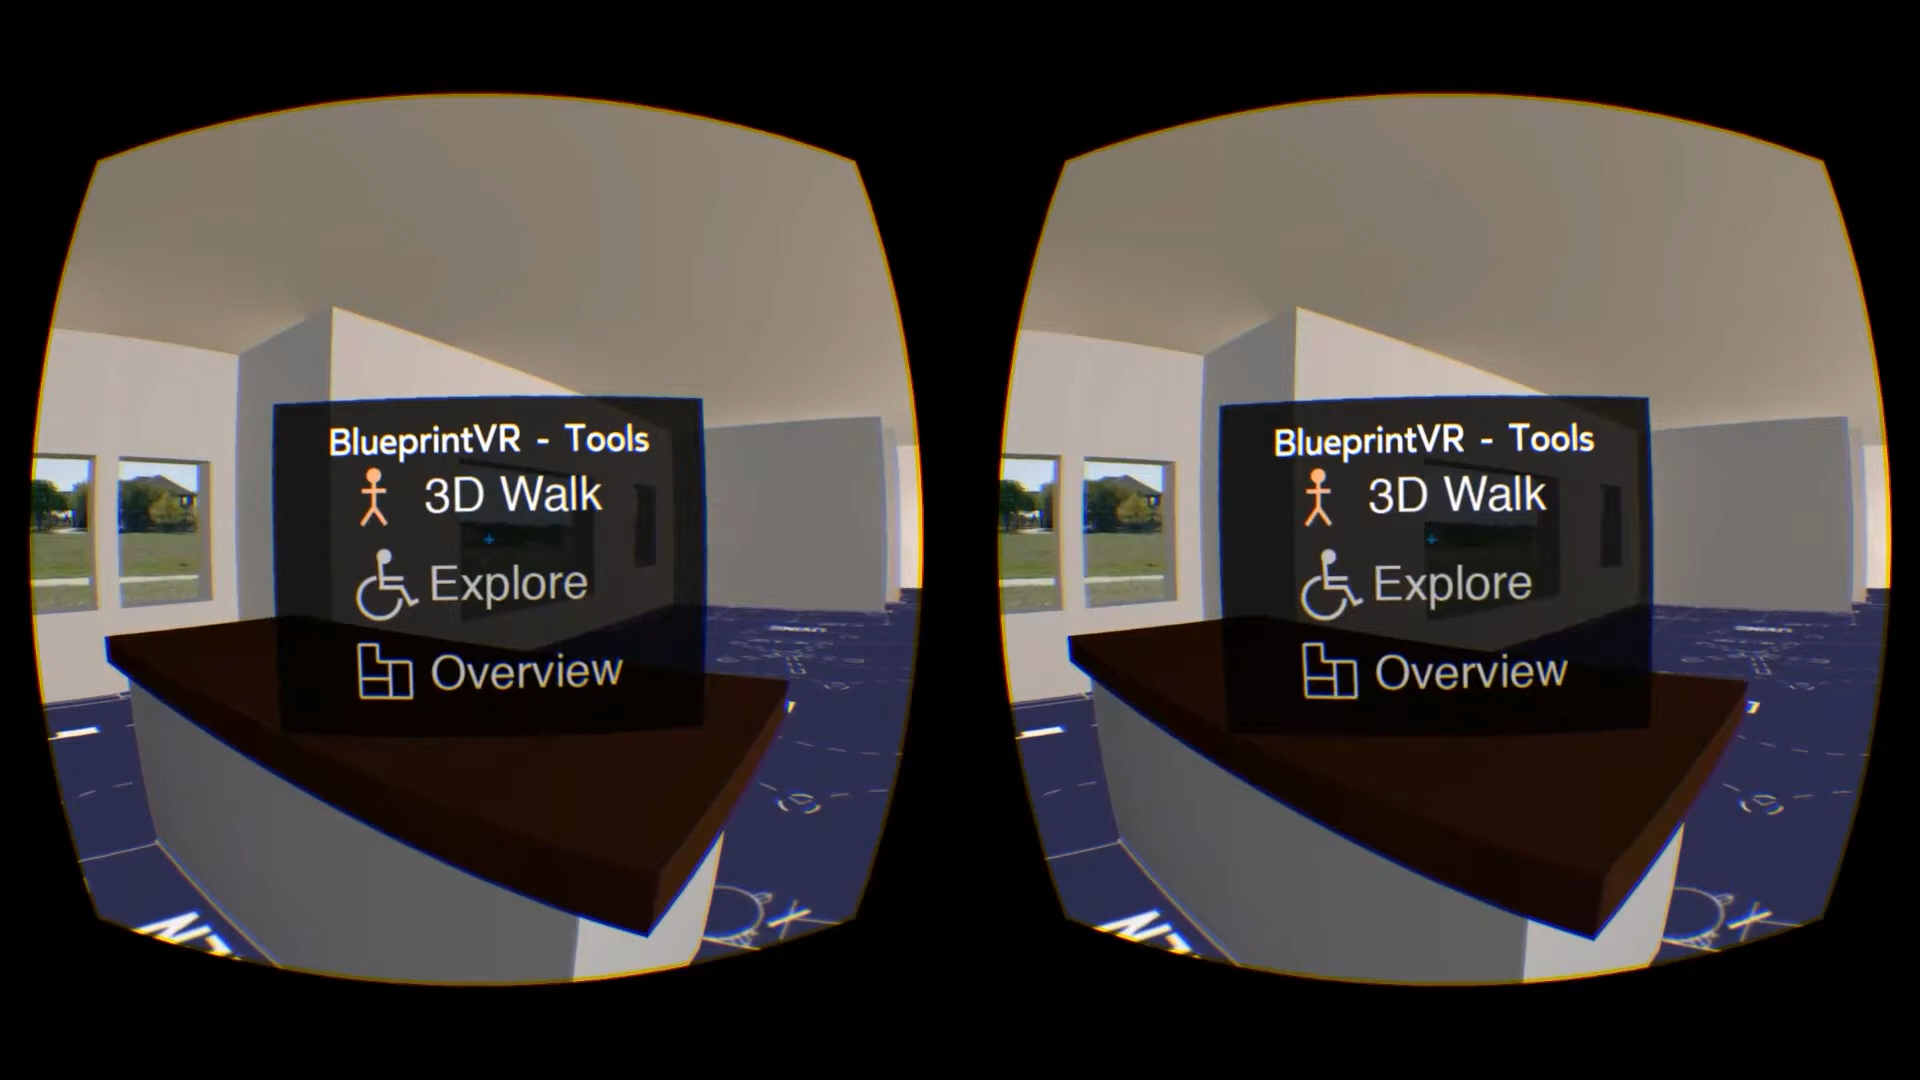 BlueprintVR - Tools
3D Walk
Explore
Overview
BlueprintVR - Tools
3D Walk
Explore
Overview